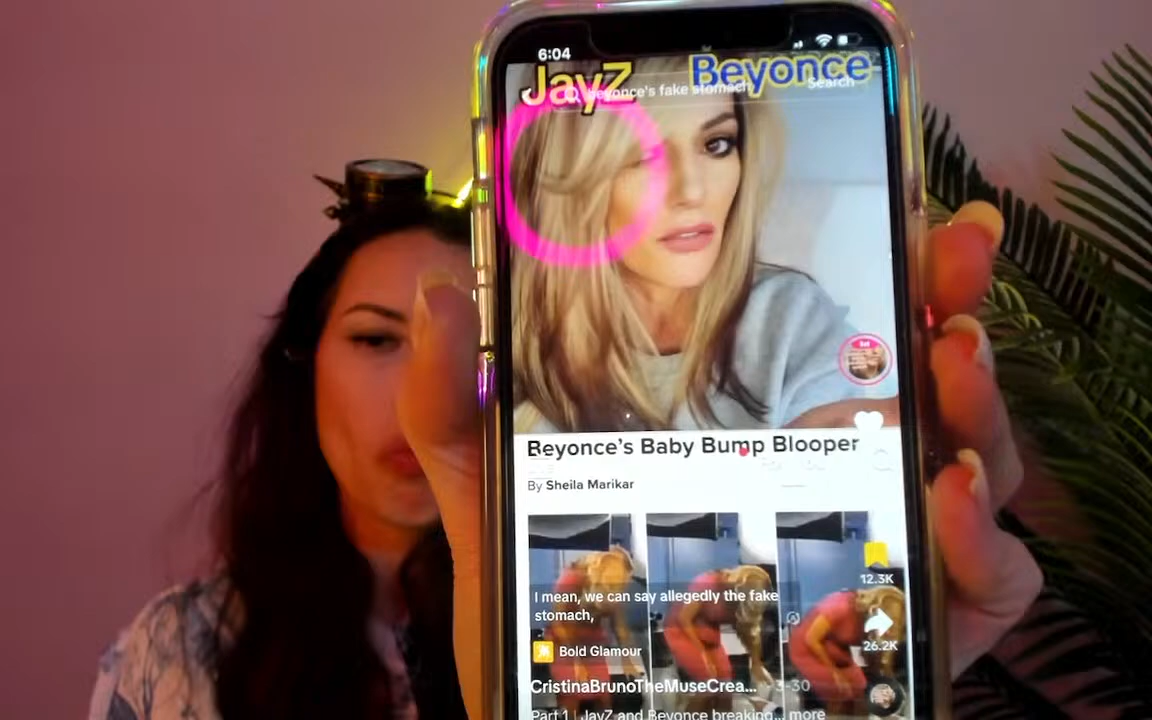 6:04
JayZ
Beyonce
beyonce's fake stomach
Search
Beyonce's Baby Bump Blooper
By Sheila Marikar
12.3K
I mean, we can say allegedly the fake
stomach,
26.2K
Bold Glamour
CristinaBrunoTheMuseCrea... · 3-30
Part 1 | JayZ and Beyonce breaking... more